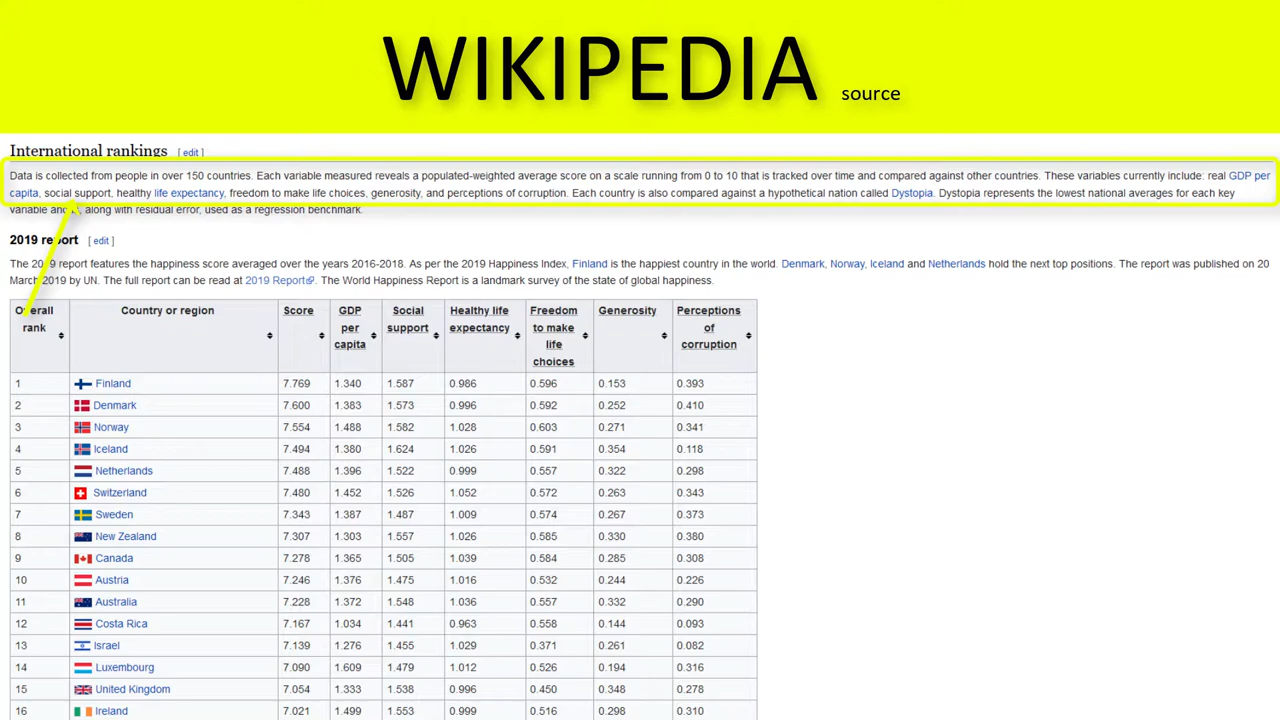 WIKIPEDIA source
International rankings [ edit ]
Data is collected from people in over 150 countries. Each variable measured reveals a populated-weighted average score on a scale running from 0 to 10 that is tracked over time and compared against other countries. These variables currently include: real GDP per
capita, social support, healthy life expectancy, freedom to make life choices, generosity, and perceptions of corruption. Each country is also compared against a hypothetical nation called Dystopia. Dystopia represents the lowest national averages for each key
variable and is, along with residual error, used as a regression benchmark.
2019 report [ edit ]
The 2019 report features the happiness score averaged over the years 2016-2018. As per the 2019 Happiness Index, Finland is the happiest country in the world. Denmark, Norway, Iceland and Netherlands hold the next top positions. The report was published on 20
March 2019 by UN. The full report can be read at 2019 Report. The World Happiness Report is a landmark survey of the state of global happiness.
Overall rank Country or region Score GDP per capita Social support Healthy life expectancy Freedom to make life choices Generosity Perceptions of corruption
1 Finland 7.769 1.340 1.587 0.986 0.596 0.153 0.393
2 Denmark 7.600 1.383 1.573 0.996 0.592 0.252 0.410
3 Norway 7.554 1.488 1.582 1.028 0.603 0.271 0.341
4 Iceland 7.494 1.380 1.624 1.026 0.591 0.354 0.118
5 Netherlands 7.488 1.396 1.522 0.999 0.557 0.322 0.298
6 Switzerland 7.480 1.452 1.526 1.052 0.572 0.263 0.343
7 Sweden 7.343 1.387 1.487 1.009 0.574 0.267 0.373
8 New Zealand 7.307 1.303 1.557 1.026 0.585 0.330 0.380
9 Canada 7.278 1.365 1.505 1.039 0.584 0.285 0.308
10 Austria 7.246 1.376 1.475 1.016 0.532 0.244 0.226
11 Australia 7.228 1.372 1.548 1.036 0.557 0.332 0.290
12 Costa Rica 7.167 1.034 1.441 0.963 0.558 0.144 0.093
13 Israel 7.139 1.276 1.455 1.029 0.371 0.261 0.082
14 Luxembourg 7.090 1.609 1.479 1.012 0.526 0.194 0.316
15 United Kingdom 7.054 1.333 1.538 0.996 0.450 0.348 0.278
16 Ireland 7.021 1.499 1.553 0.999 0.516 0.298 0.310